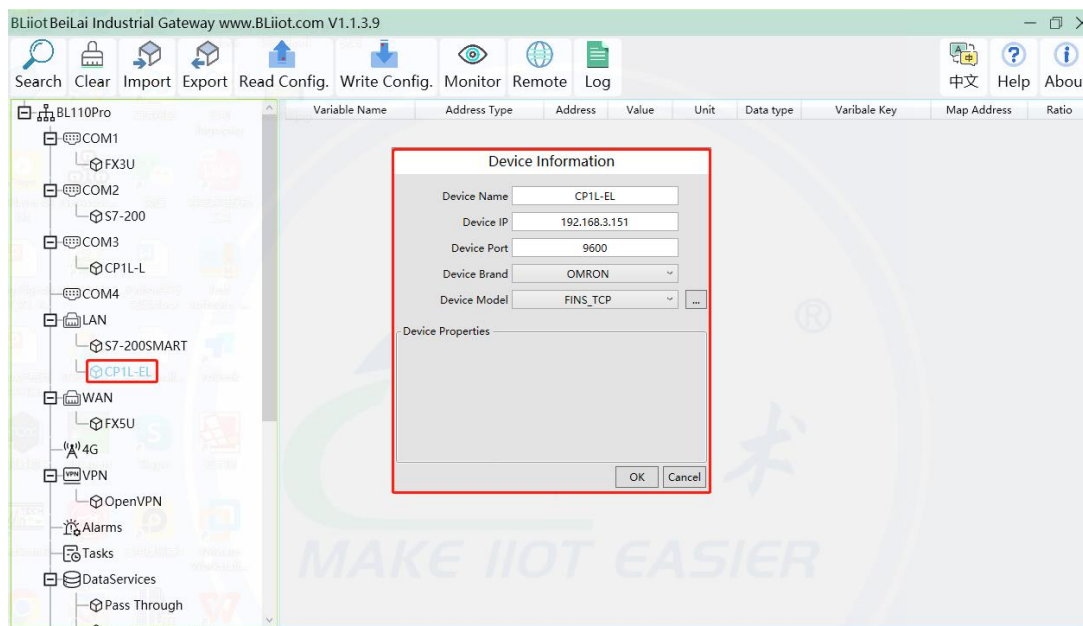 BLiiot BeiLai Industrial Gateway www.BLiiot.com V1.1.3.9
Search Clear Import Export Read Config. Write Config. Monitor Remote Log 中文 Help Abou
BL110Pro
COM1
FX3U
COM2
S7-200
COM3
CP1L-L
COM4
LAN
S7-200SMART
CP1L-EL
WAN
FX5U
4G
VPN
OpenVPN
Alarms
Tasks
DataServices
Pass Through
Variable Name Address Type Address Value Unit Data type Varibale Key Map Address Ratio
Device Information
Device Name CP1L-EL
Device IP 192.168.3.151
Device Port 9600
Device Brand OMRON
Device Model FINS_TCP ...
Device Properties
OK Cancel
®
术
MAKE IIOT EASIER